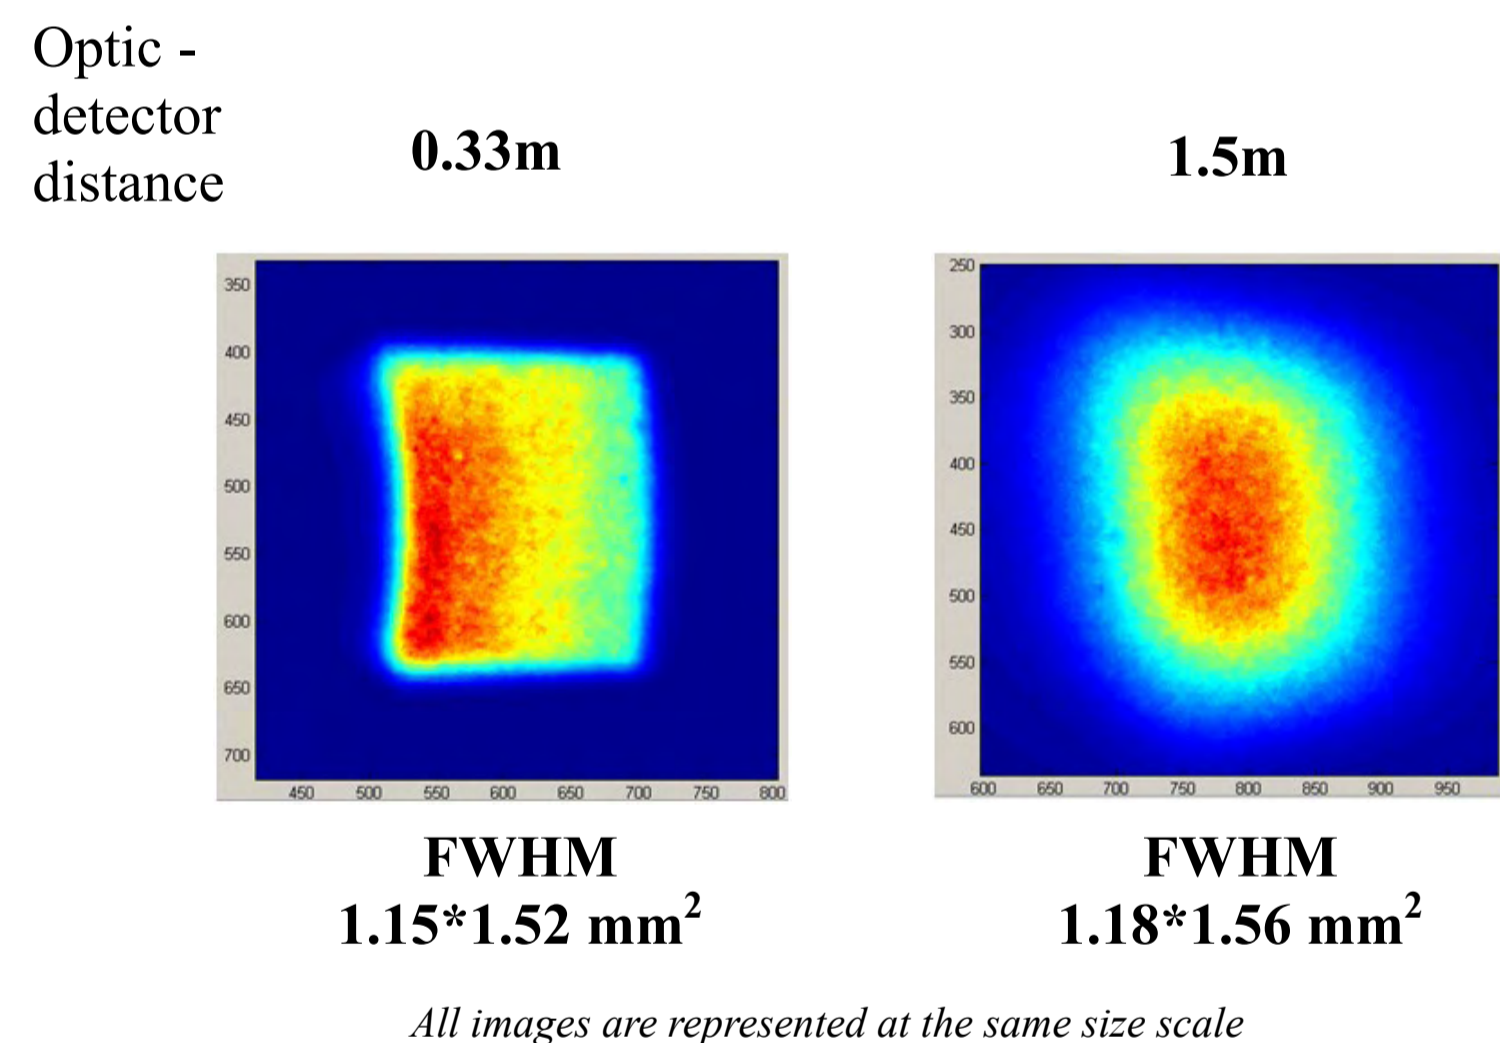 Optic -
detector
distance
0.33m
1.5m
350
400
450
500
550
600
650
700
450 500 550 600 650 700 750 800
250
300
350
400
450
500
550
600
600 650 700 750 800 850 900 950
FWHM
1.15*1.52 mm²
FWHM
1.18*1.56 mm²
All images are represented at the same size scale